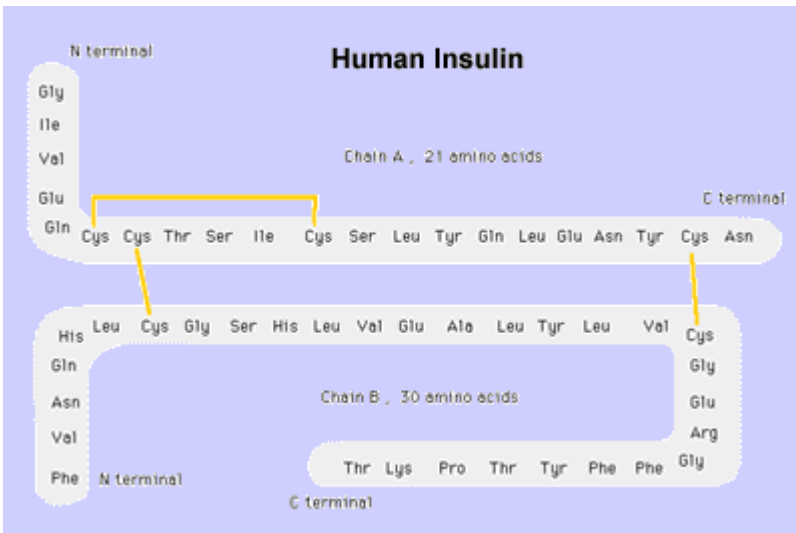 N terminal
Human Insulin
Gly
Ile
Val
Chain A , 21 amino acids
Glu
C terminal
Gln Cys Cys Thr Ser Ile Cys Ser Leu Tyr Gln Leu Glu Asn Tyr Cys Asn
His Leu Cys Gly Ser His Leu Val Glu Ala Leu Tyr Leu Val Cys
Gln
Gly
Asn
Chain B , 30 amino acids
Glu
Val
Arg
Phe
N terminal
Thr Lys Pro Thr Tyr Phe Phe Gly
C terminal